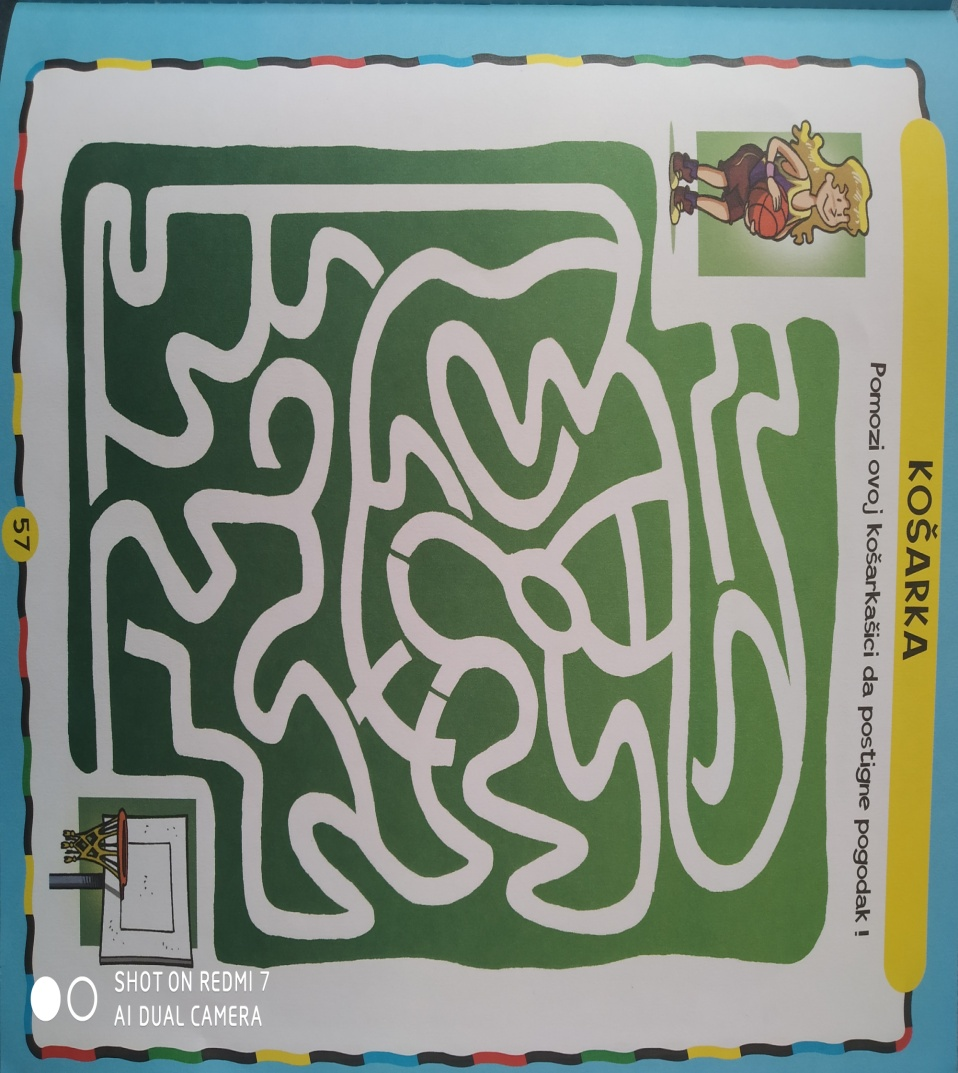 KOŠARKA
Pomozi ovoj košarkašici da postigne pogodak !
57
SHOT ON REDMI 7
AI DUAL CAMERA